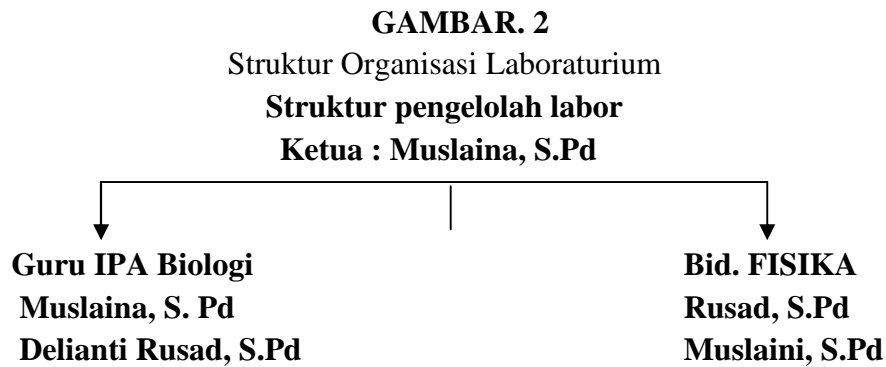 GAMBAR. 2
Struktur Organisasi Laboraturium
Struktur pengelolah labor
Ketua : Muslaina, S.Pd
Guru IPA Biologi
Muslaina, S. Pd
Delianti Rusad, S.Pd
Bid. FISIKA
Rusad, S.Pd
Muslaini, S.Pd